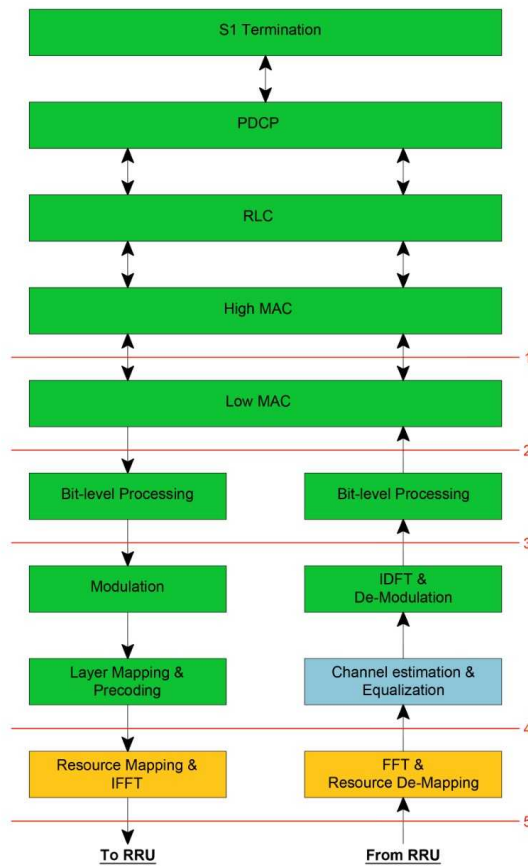 S1 Termination
PDCP
RLC
High MAC
1
Low MAC
2
Bit-level Processing
Bit-level Processing
3
Modulation
IDFT &
De-Modulation
Layer Mapping &
Precoding
Channel estimation &
Equalization
4
Resource Mapping &
IFFT
FFT &
Resource De-Mapping
5
To RRU
From RRU